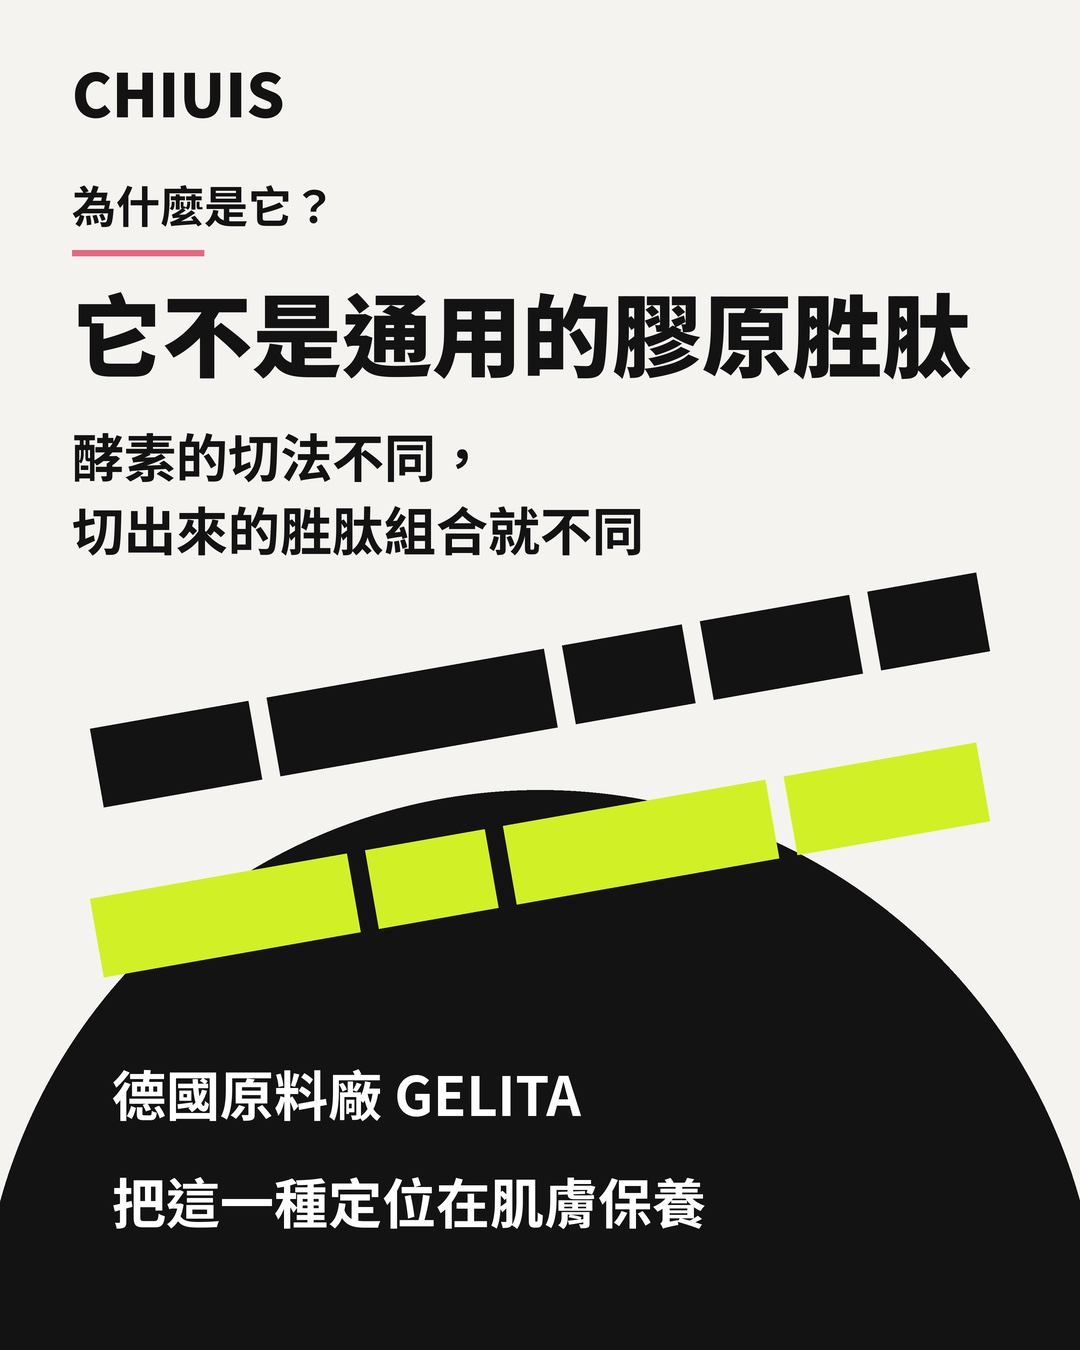 CHIUIS
為什麼是它？
它不是通用的膠原胜肽
酵素的切法不同，
切出來的胜肽組合就不同
德國原料廠 GELITA
把這一種定位在肌膚保養